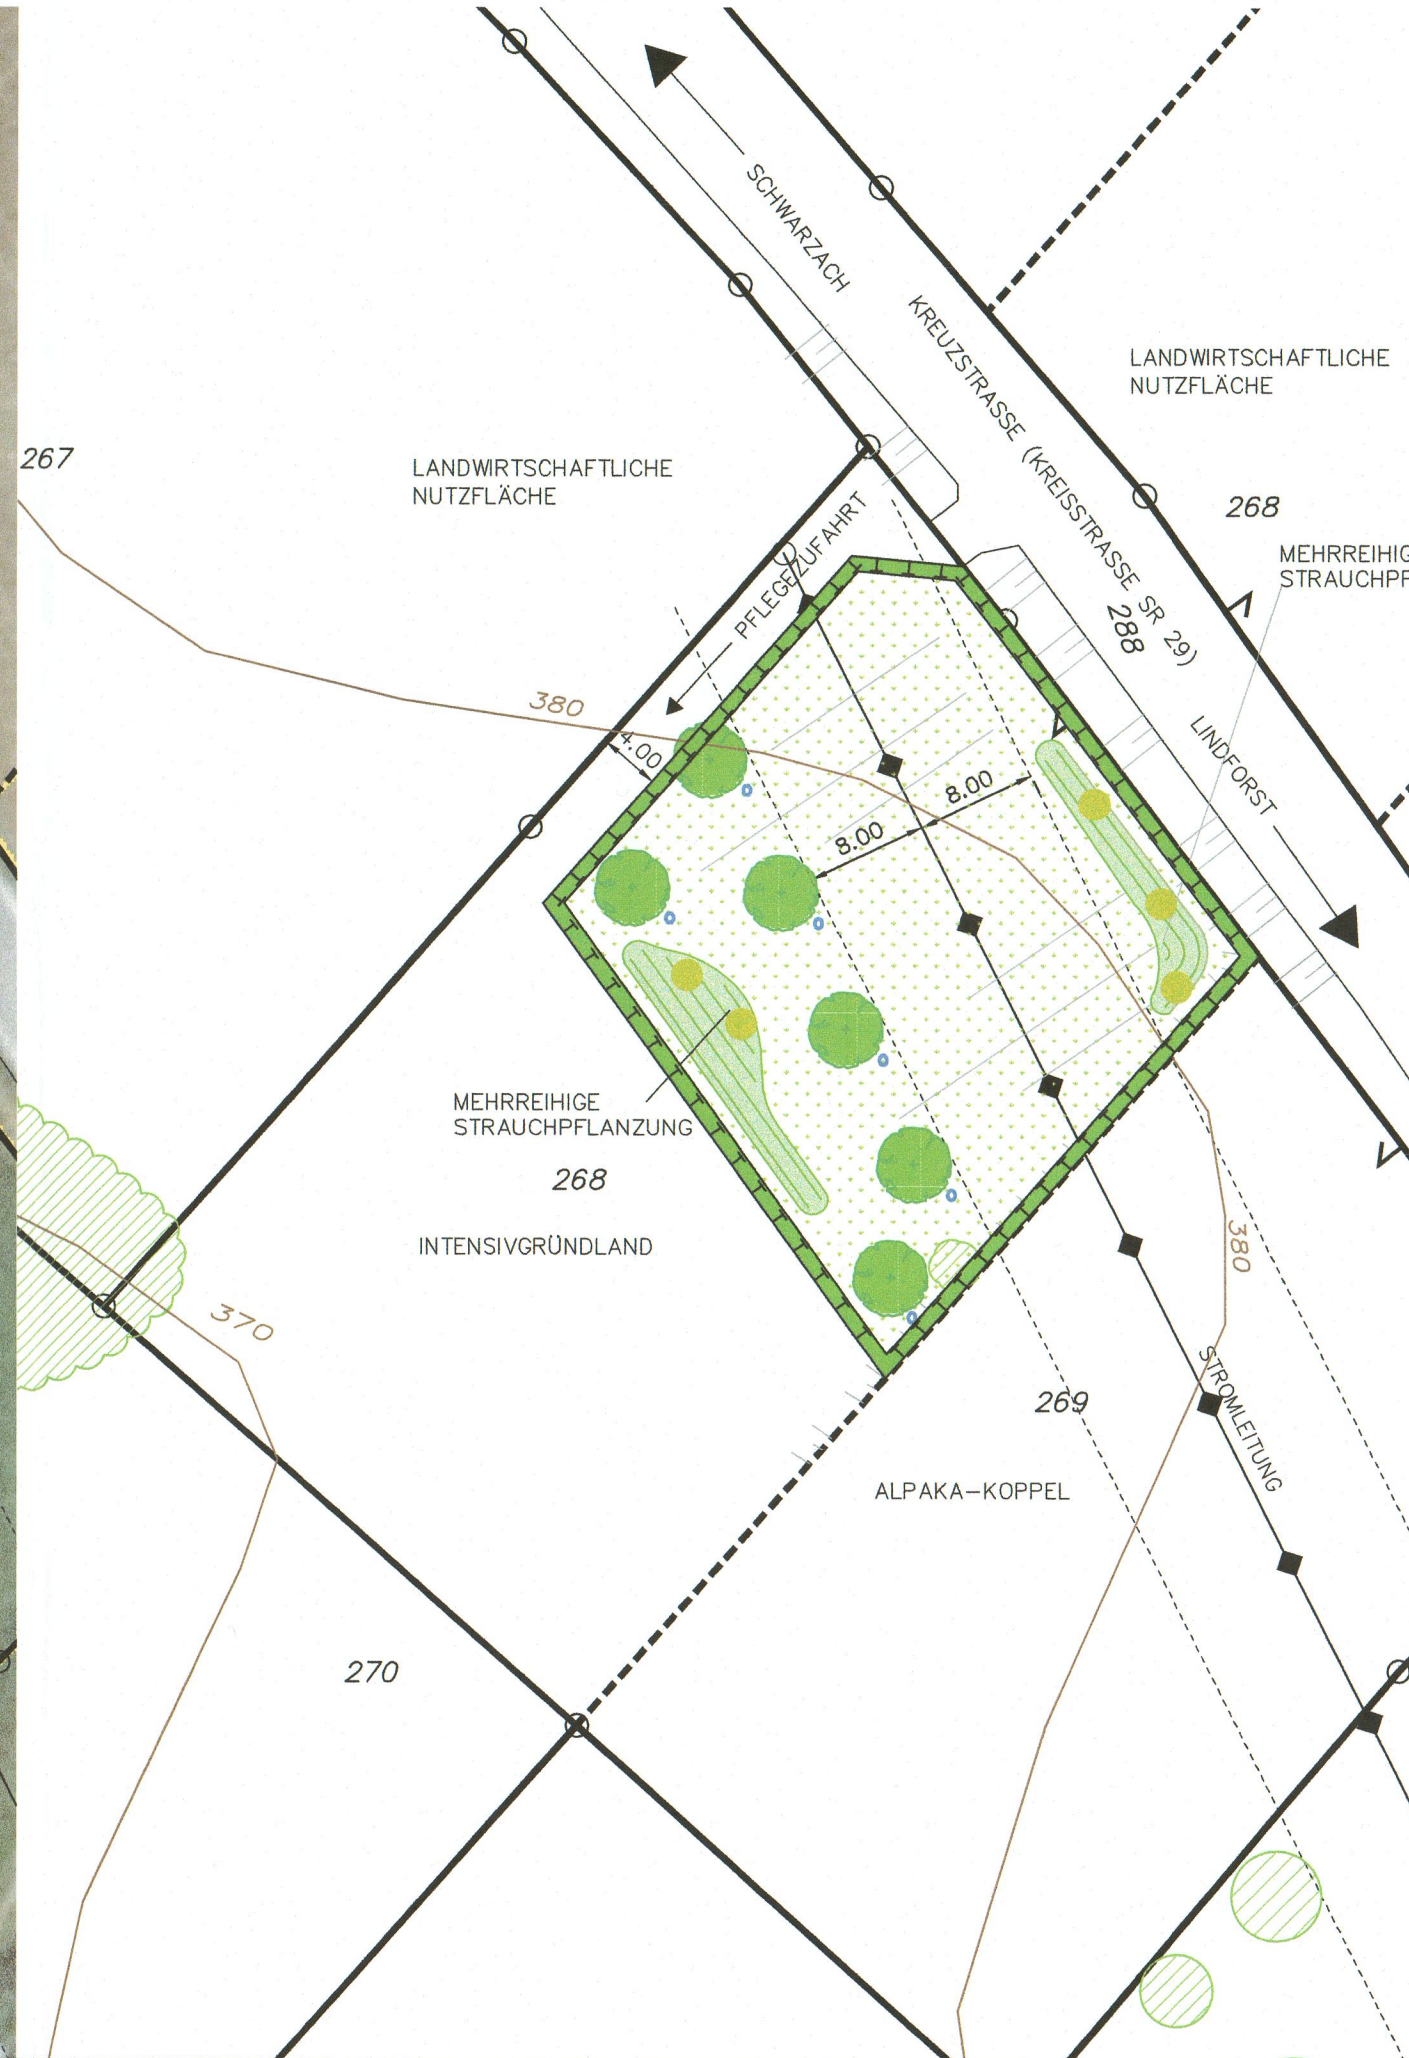 SCHWARZACH
KREUZSTRASSE (KREISSTRASSE SR 29)
LANDWIRTSCHAFTLICHE
NUTZFLÄCHE
267
LANDWIRTSCHAFTLICHE
NUTZFLÄCHE
268
MEHRREIHIG
STRAUCHPF
PFLEGEZUFAHRT
288
380
4.00
LINDFORST
8.00
8.00
MEHRREIHIGE
STRAUCHPFLANZUNG
268
INTENSIVGRÜNDLAND
380
370
269
STROMLEITUNG
ALPAKA-KOPPEL
270